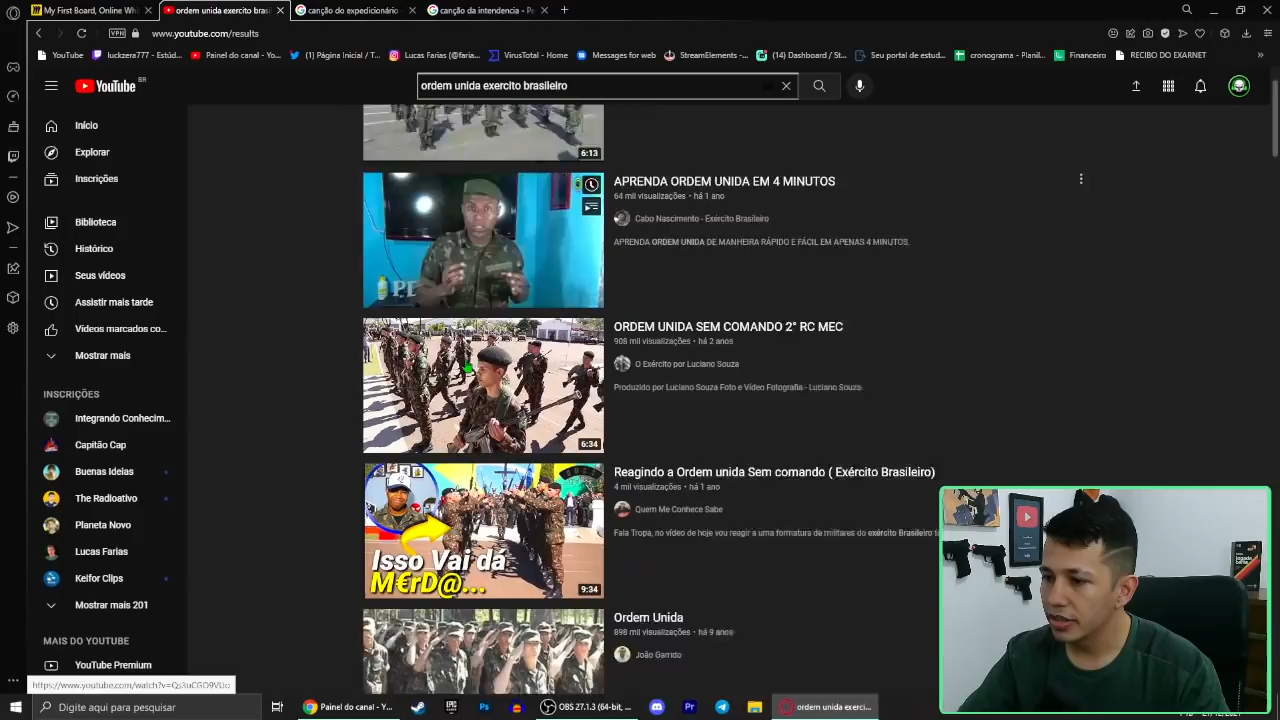 My First Board, Online Whi
ordem unida exercito brasi
canção do expedicionário
canção da intendencia - Pe
VPN
www.youtube.com/results
YouTube
luckzera777 - Estúd...
Painel do canal - Yo...
(1) Página Inicial / T...
Lucas Farias (@faria...
VirusTotal - Home
Messages for web
StreamElements - ...
(14) Dashboard / St...
Seu portal de estud...
cronograma - Planil...
Financeiro
RECIBO DO EXARNET
YouTube BR
ordem unida exercito brasileiro
Início
Explorar
Inscrições
Biblioteca
Histórico
Seus vídeos
Assistir mais tarde
Vídeos marcados co...
Mostrar mais
INSCRIÇÕES
Integrando Conhecim...
Capitão Cap
Buenas Ideias
The Radioativo
Planeta Novo
Lucas Farias
Keifor Clips
Mostrar mais 201
MAIS DO YOUTUBE
YouTube Premium
6:13
APRENDA ORDEM UNIDA EM 4 MINUTOS
64 mil visualizações • há 1 ano
Cabo Nascimento - Exército Brasileiro
APRENDA ORDEM UNIDA DE MANHEIRA RÁPIDO E FÁCIL EM APENAS 4 MINUTOS,
ORDEM UNIDA SEM COMANDO 2° RC MEC
908 mil visualizações • há 2 anos
O Exército por Luciano Souza
Produzido por Luciano Souza Foto e Vídeo Fotografia - Luciano Souza.
6:34
Reagindo a Ordem unida Sem comando ( Exército Brasileiro)
4 mil visualizações • há 1 ano
Quem Me Conhece Sabe
Fala Tropa, no vídeo de hoje vou reagir a uma formatura de militares do exército Brasileiro
Isso Vai dá
M€rD@...
9:34
Ordem Unida
898 mil visualizações • há 9 anos
João Garrido
Digite aqui para pesquisar
Painel do canal - Y...
OBS 27.1.3 (64-bit, ...
ordem unida exerci...